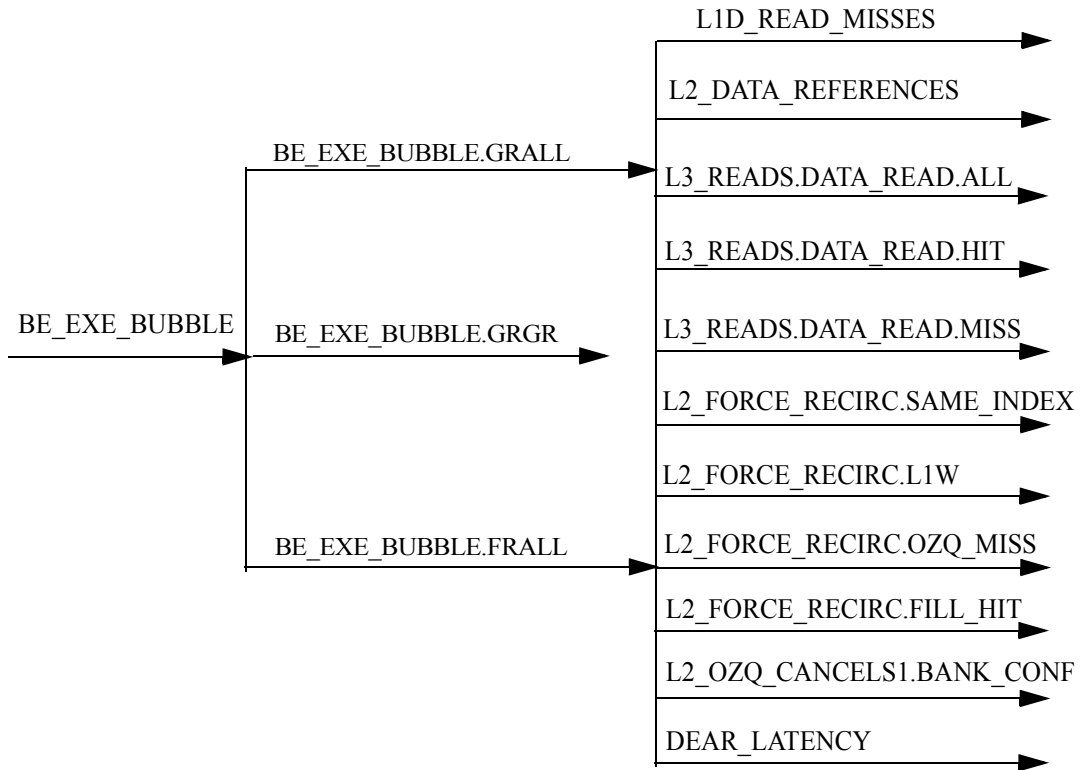 L1D_READ_MISSES
L2_DATA_REFERENCES
BE_EXE_BUBBLE.GRALL
L3_READS.DATA_READ.ALL
L3_READS.DATA_READ.HIT
BE_EXE_BUBBLE
BE_EXE_BUBBLE.GRGR
L3_READS.DATA_READ.MISS
L2_FORCE_RECIRC.SAME_INDEX
L2_FORCE_RECIRC.L1W
BE_EXE_BUBBLE.FRALL
L2_FORCE_RECIRC.OZQ_MISS
L2_FORCE_RECIRC.FILL_HIT
L2_OZQ_CANCELS1.BANK_CONF
DEAR_LATENCY